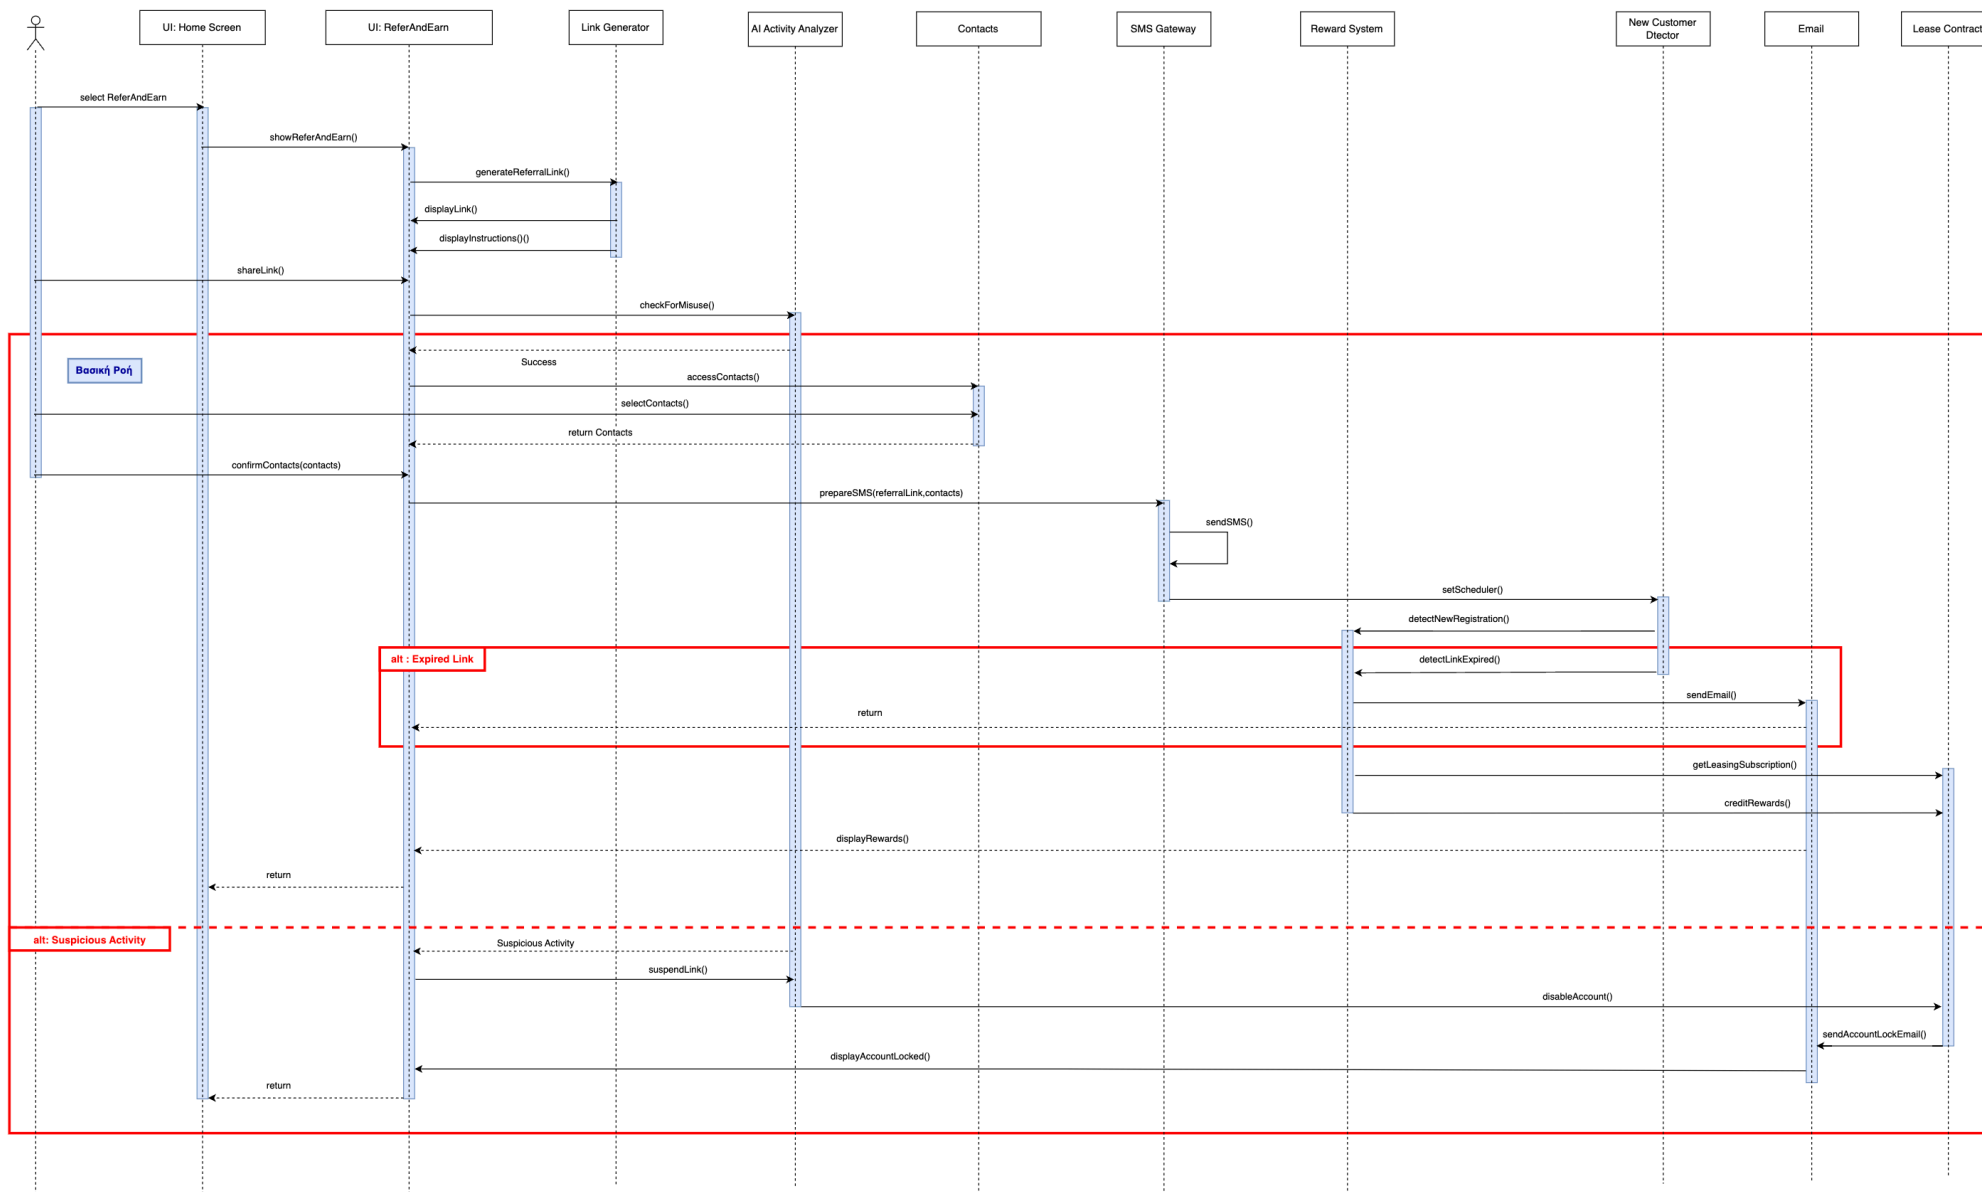 UI: Home Screen
UI: ReferAndEarn
Link Generator
AI Activity Analyzer
Contacts
SMS Gateway
Reward System
New Customer
Dtector
Email
Lease Contract
select ReferAndEarn
showReferAndEarn()
generateReferralLink()
displayLink()
displayInstructions()()
shareLink()
checkForMisuse()
Βασική Ροή
Success
accessContacts()
selectContacts()
return Contacts
confirmContacts(contacts)
prepareSMS(referralLink,contacts)
sendSMS()
setScheduler()
detectNewRegistration()
alt : Expired Link
detectLinkExpired()
sendEmail()
return
getLeasingSubscription()
creditRewards()
displayRewards()
return
alt: Suspicious Activity
Suspicious Activity
suspendLink()
disableAccount()
sendAccountLockEmail()
displayAccountLocked()
return